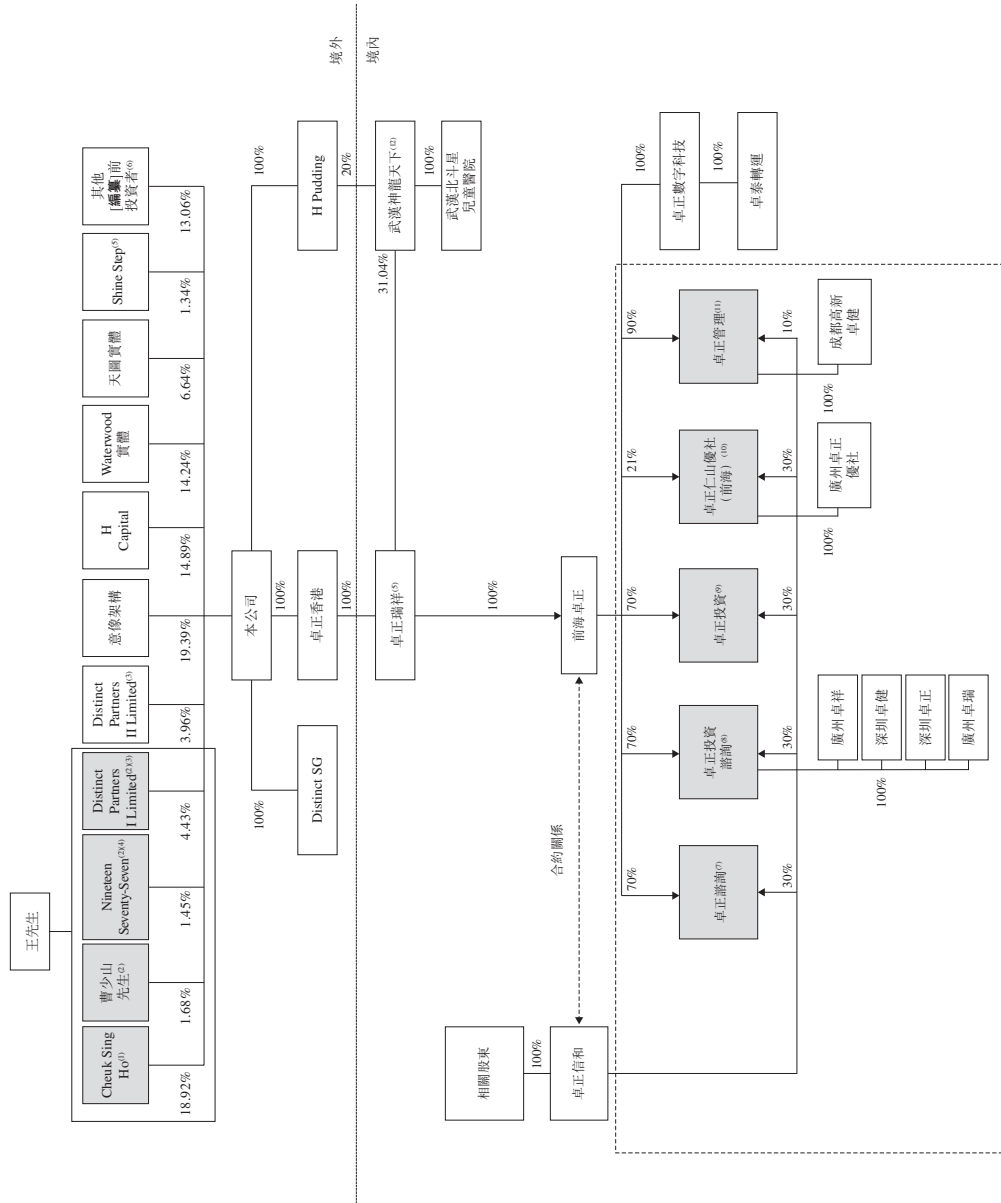 王先生
Cheuk Sing
Ho(1)
曹少山
先生(2)
Nineteen
Seventy-Seven(2)(4)
Distinct
Partners
I Limited(2)(3)
Distinct
Partners
II Limited(3)
意像架構
H
Capital
Waterwood
實體
天圖實體
Shine Step(5)
其他
[編纂]前
投資者(6)
18.92%
1.68%
1.45%
4.43%
3.96%
19.39%
14.89%
14.24%
6.64%
1.34%
13.06%
本公司
100%
100%
100%
Distinct SG
卓正香港
H Pudding
100%
20%
境外
境內
卓正瑞祥(5)
31.04%
武漢神龍天下(12)
100%
100%
武漢北斗星
兒童醫院
相關股東
100%
卓正信和
合約關係
前海卓正
70%
70%
70%
21%
90%
100%
卓正諮詢(7)
卓正投資
諮詢(8)
卓正投資(9)
卓正仁山優社
(前海)(10)
卓正管理(11)
卓正數字科技
100%
卓泰轉運
30%
30%
30%
30%
10%
100%
100%
100%
廣州卓祥
深圳卓健
深圳卓正
廣州卓瑞
廣州卓正
優社
成都高新
卓健